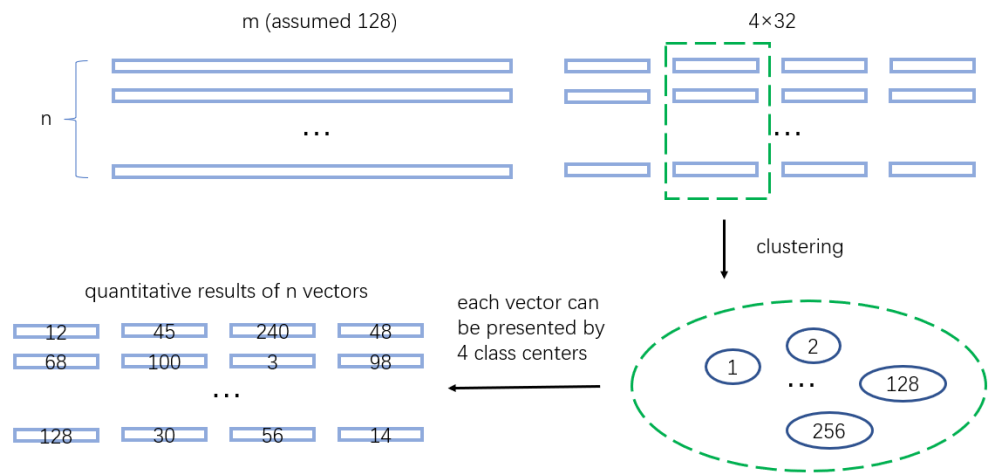 m (assumed 128)
4×32
n
...
...
clustering
quantitative results of n vectors
each vector can
be presented by
4 class centers
12 45 240 48
68 100 3 98
...
128 30 56 14
1
2
...
128
256